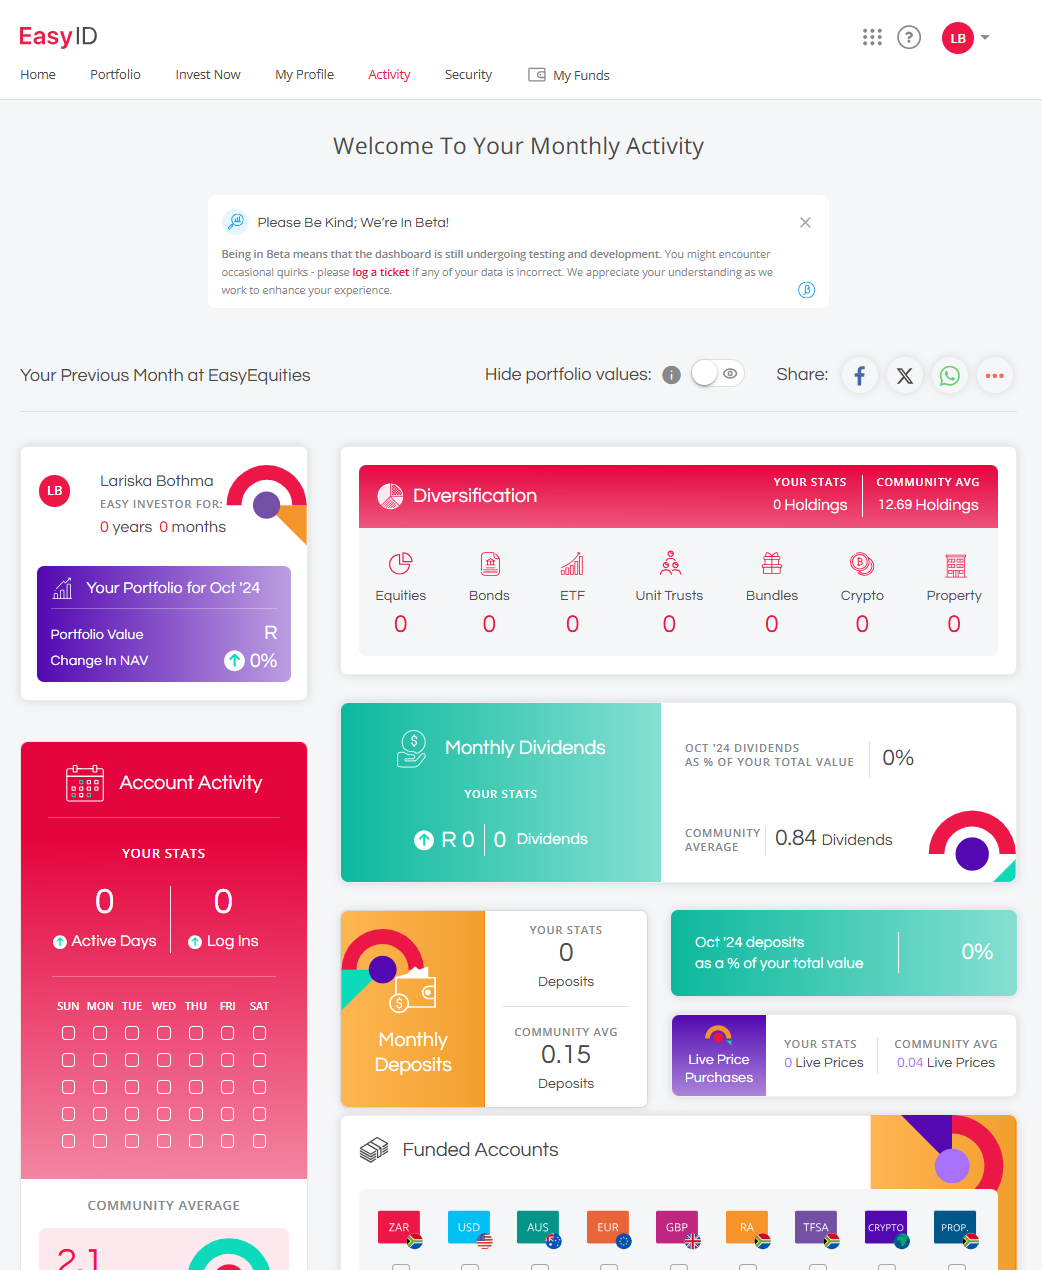 EasyID
?
LB
Home
Portfolio
Invest Now
My Profile
Activity
Security
My Funds
Welcome To Your Monthly Activity
Please Be Kind; We're In Beta!
Being in Beta means that the dashboard is still undergoing testing and development. You might encounter
occasional quirks - please log a ticket if any of your data is incorrect. We appreciate your understanding as we
work to enhance your experience.
β
Your Previous Month at EasyEquities
Hide portfolio values:
i
Share:
LB
Lariska Bothma
EASY INVESTOR FOR:
0 years 0 months
Your Portfolio for Oct '24
Portfolio Value
R
Change In NAV
0%
Diversification
YOUR STATS
0 Holdings
COMMUNITY AVG
12.69 Holdings
Equities
Bonds
ETF
Unit Trusts
Bundles
Crypto
Property
0
0
0
0
0
0
0
Monthly Dividends
YOUR STATS
R 0
0 Dividends
OCT '24 DIVIDENDS
AS % OF YOUR TOTAL VALUE
0%
COMMUNITY
AVERAGE
0.84 Dividends
Account Activity
YOUR STATS
0
Active Days
0
Log Ins
SUN MON TUE WED THU FRI SAT
COMMUNITY AVERAGE
2.1
Monthly
Deposits
YOUR STATS
0
Deposits
COMMUNITY AVG
0.15
Deposits
Oct '24 deposits
as a % of your total value
0%
Live Price
Purchases
YOUR STATS
0 Live Prices
COMMUNITY AVG
0.04 Live Prices
Funded Accounts
ZAR
USD
AUS
EUR
GBP
RA
TFSA
CRYPTO
PROP.